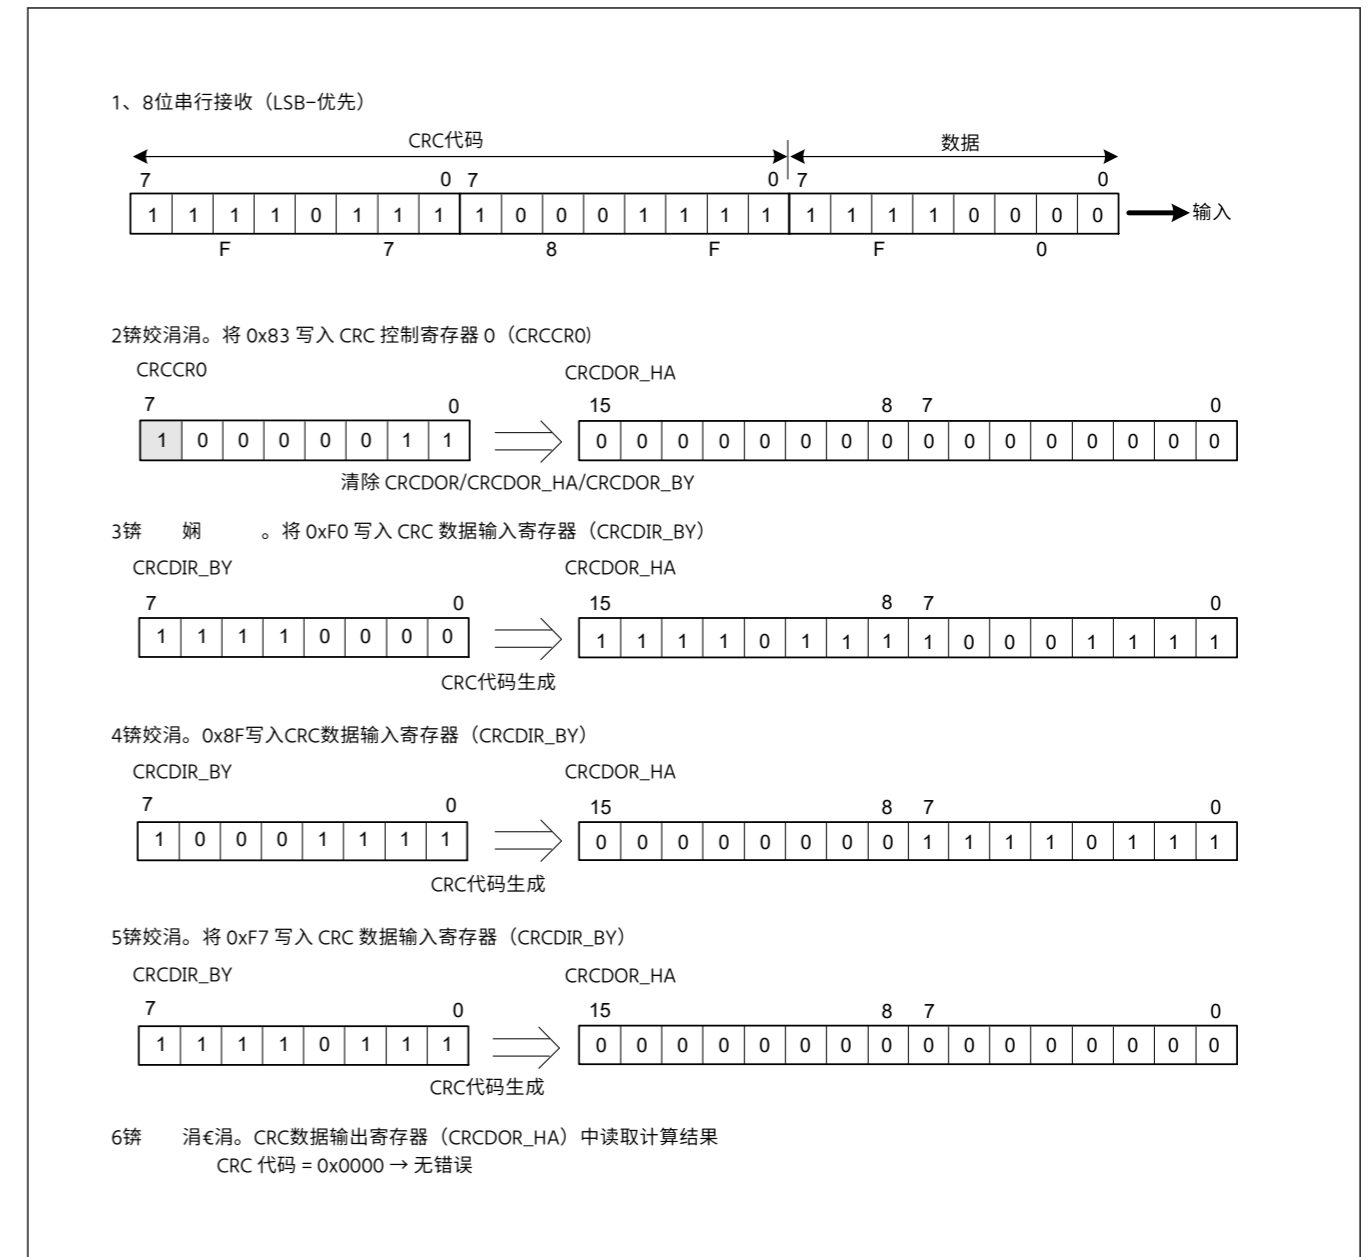 1、8位串行接收（LSB-优先）
CRC代码 数据
7 0 7 0 7 0
1 1 1 1 0 1 1 1 1 0 0 0 1 1 1 1 1 1 1 1 0 0 0 0 输入
F 7 8 F F 0
2锛姣涓涓。将 0x83 写入 CRC 控制寄存器 0（CRCCR0)
CRCCR0 CRCDOR_HA
7 0 15 8 7 0
1 0 0 0 0 0 1 1 0 0 0 0 0 0 0 0 0 0 0 0 0 0 0 0
清除 CRCDOR/CRCDOR_HA/CRCDOR_BY
3锛 娴 。将 0xF0 写入 CRC 数据输入寄存器（CRCDIR_BY）
CRCDIR_BY CRCDOR_HA
7 0 15 8 7 0
1 1 1 1 0 0 0 0 1 1 1 1 0 1 1 1 1 0 0 0 1 1 1 1
CRC代码生成
4锛姣涓。0x8F写入CRC数据输入寄存器（CRCDIR_BY）
CRCDIR_BY CRCDOR_HA
7 0 15 8 7 0
1 0 0 0 1 1 1 1 0 0 0 0 0 0 0 0 1 1 1 1 0 1 1 1
CRC代码生成
5锛姣涓。将 0xF7 写入 CRC 数据输入寄存器（CRCDIR_BY）
CRCDIR_BY CRCDOR_HA
7 0 15 8 7 0
1 1 1 1 0 1 1 1 0 0 0 0 0 0 0 0 0 0 0 0 0 0 0 0
CRC代码生成
6锛 涓€涓。CRC数据输出寄存器（CRCDOR_HA）中读取计算结果
CRC 代码 = 0x0000 → 无错误